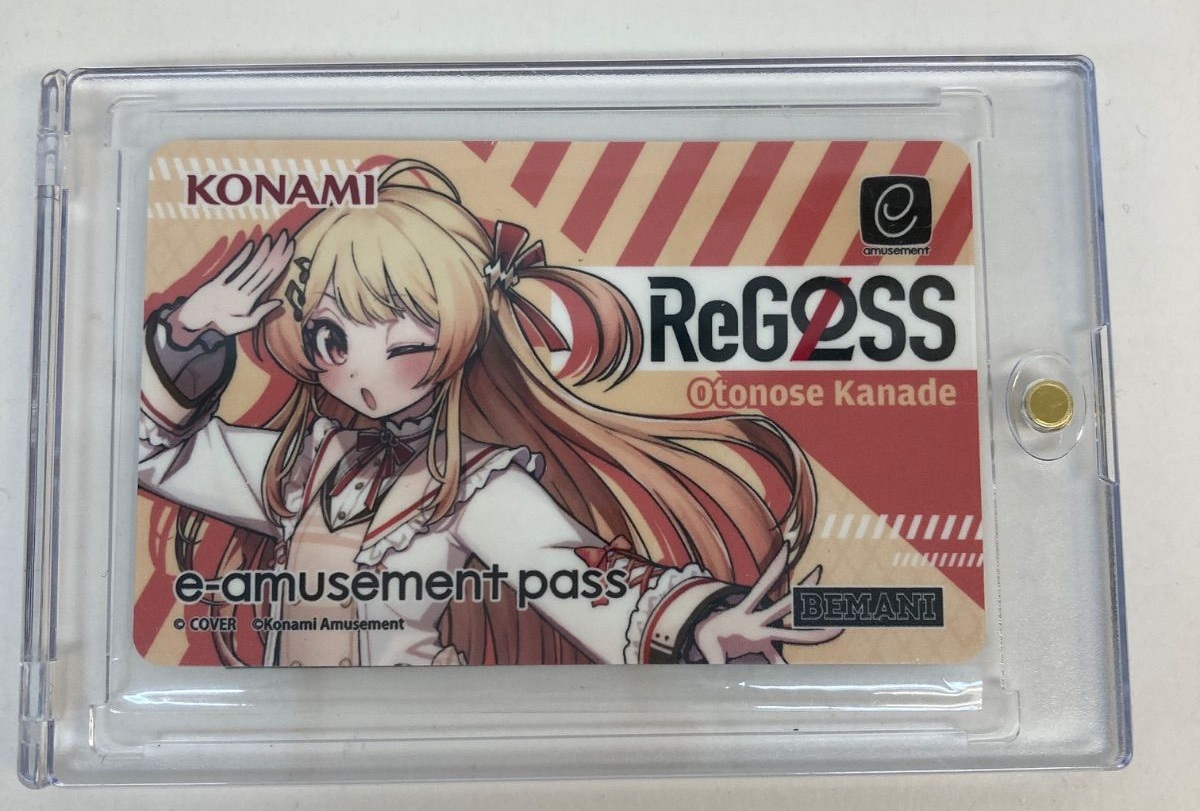 KONAMI
e
amusement
ReGLOSS
Otonose Kanade
e-amusement pass
BEMANI
© COVER ©Konami Amusement